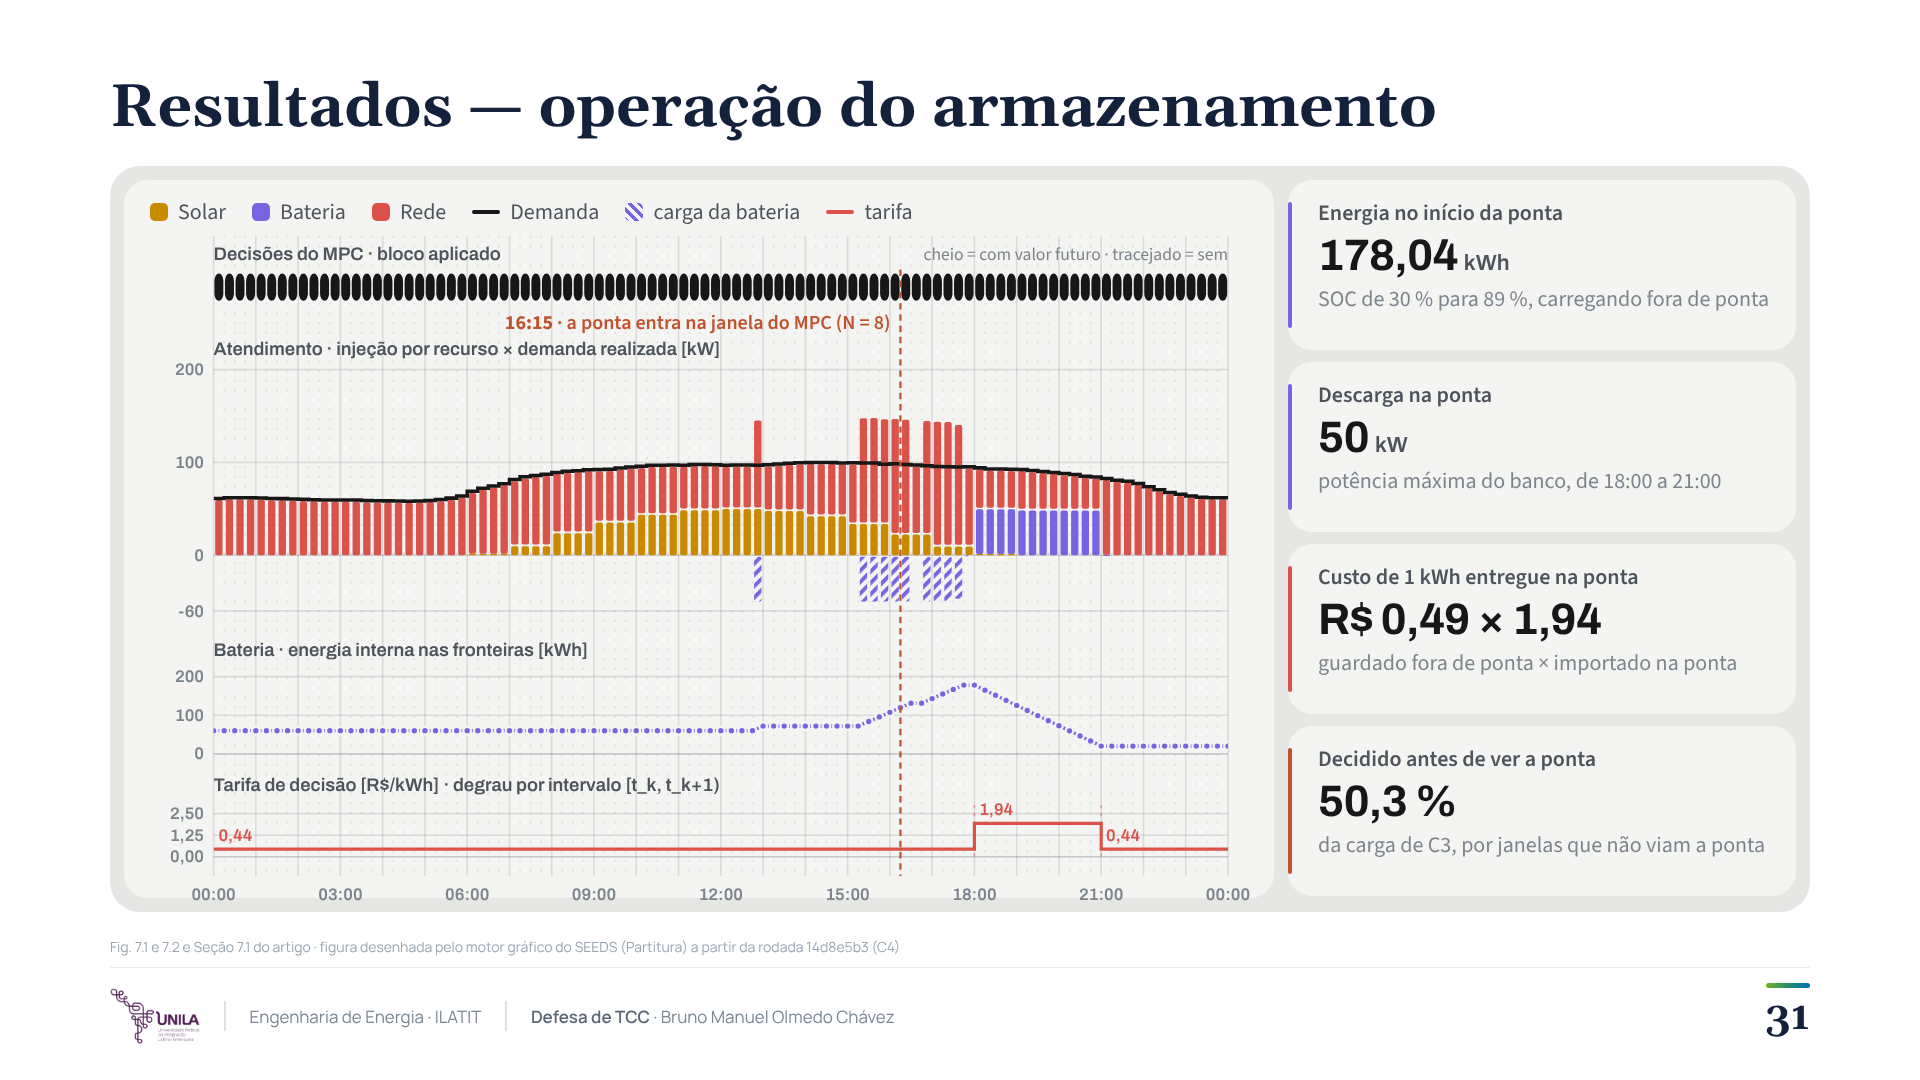 Resultados — operação do armazenamento
Solar Bateria Rede Demanda carga da bateria tarifa
Decisões do MPC · bloco aplicado
cheio = com valor futuro · tracejado = sem
16:15 · a ponta entra na janela do MPC (N = 8)
Atendimento · injeção por recurso × demanda realizada [kW]
200
100
0
-60
Bateria · energia interna nas fronteiras [kWh]
200
100
0
Tarifa de decisão [R$/kWh] · degrau por intervalo [t_k, t_k+1)
2,50
1,25
0,00
0,44
1,94
0,44
00:00 03:00 06:00 09:00 12:00 15:00 18:00 21:00 00:00
Energia no início da ponta
178,04 kWh
SOC de 30 % para 89 %, carregando fora de ponta
Descarga na ponta
50 kW
potência máxima do banco, de 18:00 a 21:00
Custo de 1 kWh entregue na ponta
R$ 0,49 × 1,94
guardado fora de ponta × importado na ponta
Decidido antes de ver a ponta
50,3 %
da carga de C3, por janelas que não viam a ponta
Fig. 7.1 e 7.2 e Seção 7.1 do artigo · figura desenhada pelo motor gráfico do SEEDS (Partitura) a partir da rodada 14d8e5b3 (C4)
UNILA
Universidade Federal
da Integração
Latino-Americana
Engenharia de Energia · ILATIT
Defesa de TCC · Bruno Manuel Olmedo Chávez
31